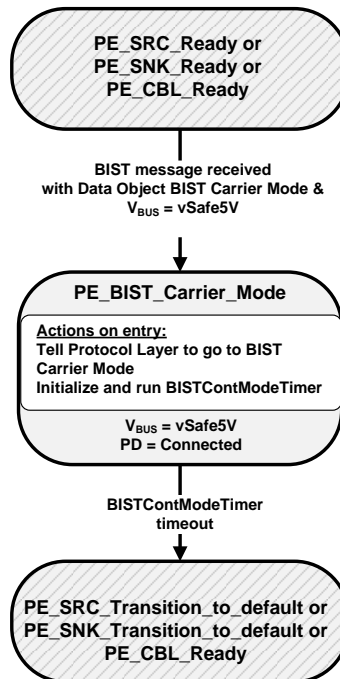 PE_SRC_Ready or
PE_SNK_Ready or
PE_CBL_Ready
BIST message received
with Data Object BIST Carrier Mode &
VBUS = vSafe5V
PE_BIST_Carrier_Mode
Actions on entry:
Tell Protocol Layer to go to BIST
Carrier Mode
Initialize and run BISTContModeTimer
VBUS = vSafe5V
PD = Connected
BISTContModeTimer
timeout
PE_SRC_Transition_to_default or
PE_SNK_Transition_to_default or
PE_CBL_Ready